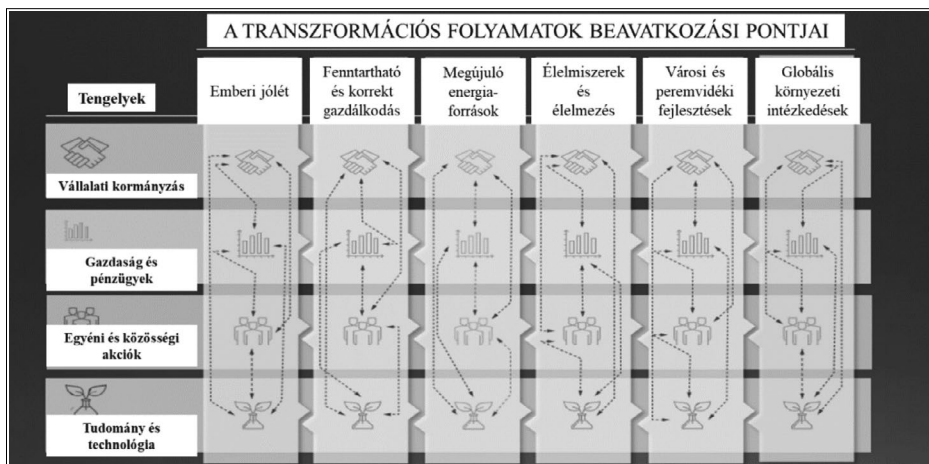 A TRANSZFORMÁCIÓS FOLYAMATOK BEAVATKOZÁSI PONTJAI
Tengelyek
Emberi jólét
Fenntartható
és korrekt
gazdálkodás
Megújuló
energia-
források
Élelmiszerek
és
élelmezés
Városi és
peremvidéki
fejlesztések
Globális
környezeti
intézkedések
Vállalati kormányzás
Gazdaság és
pénzügyek
Egyéni és közösségi
akciók
Tudomány és
technológia